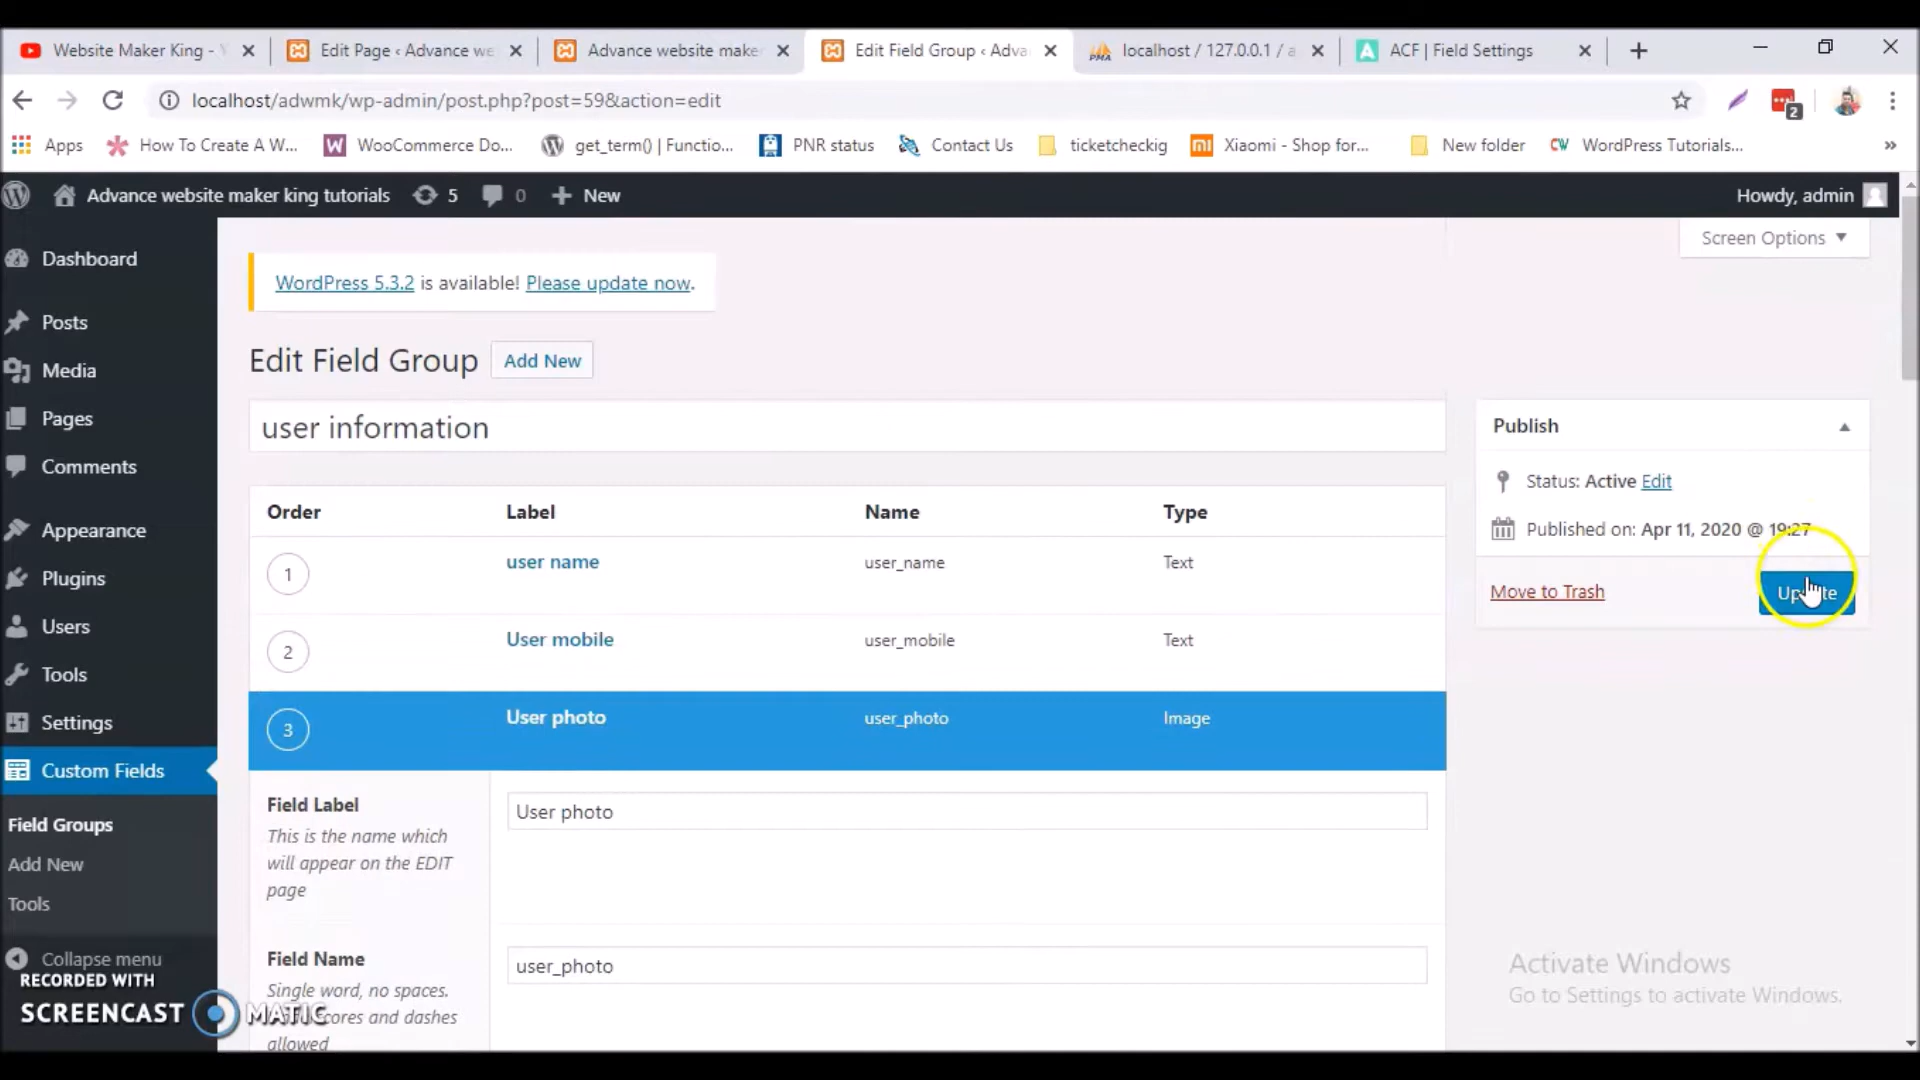 Website Maker King - Y
Edit Page ‹ Advance we
Advance website make
Edit Field Group ‹ Adva
PMA
localhost / 127.0.0.1 / a
A
ACF | Field Settings
localhost/adwmk/wp-admin/post.php?post=59&action=edit
2
Apps
How To Create A W...
W
WooCommerce Do...
get_term() | Functio...
PNR status
Contact Us
ticketcheckig
mi
Xiaomi - Shop for...
New folder
CW
WordPress Tutorials...
»
Advance website maker king tutorials
5
0
New
Howdy, admin
Screen Options
Dashboard
Posts
Media
Pages
Comments
Appearance
Plugins
Users
Tools
Settings
Custom Fields
Field Groups
Add New
Tools
Collapse menu
WordPress 5.3.2 is available! Please update now.
Edit Field Group
Add New
user information
Order Label Name Type
1 user name user_name Text
2 User mobile user_mobile Text
3 User photo user_photo Image
Field Label
This is the name which
will appear on the EDIT
page
User photo
Field Name
Single word, no spaces.
cores and dashes
allowed
user_photo
Publish
Status: Active Edit
Published on: Apr 11, 2020 @ 19:27
Move to Trash
Update
Activate Windows
Go to Settings to activate Windows.
RECORDED WITH
SCREENCAST MATIC